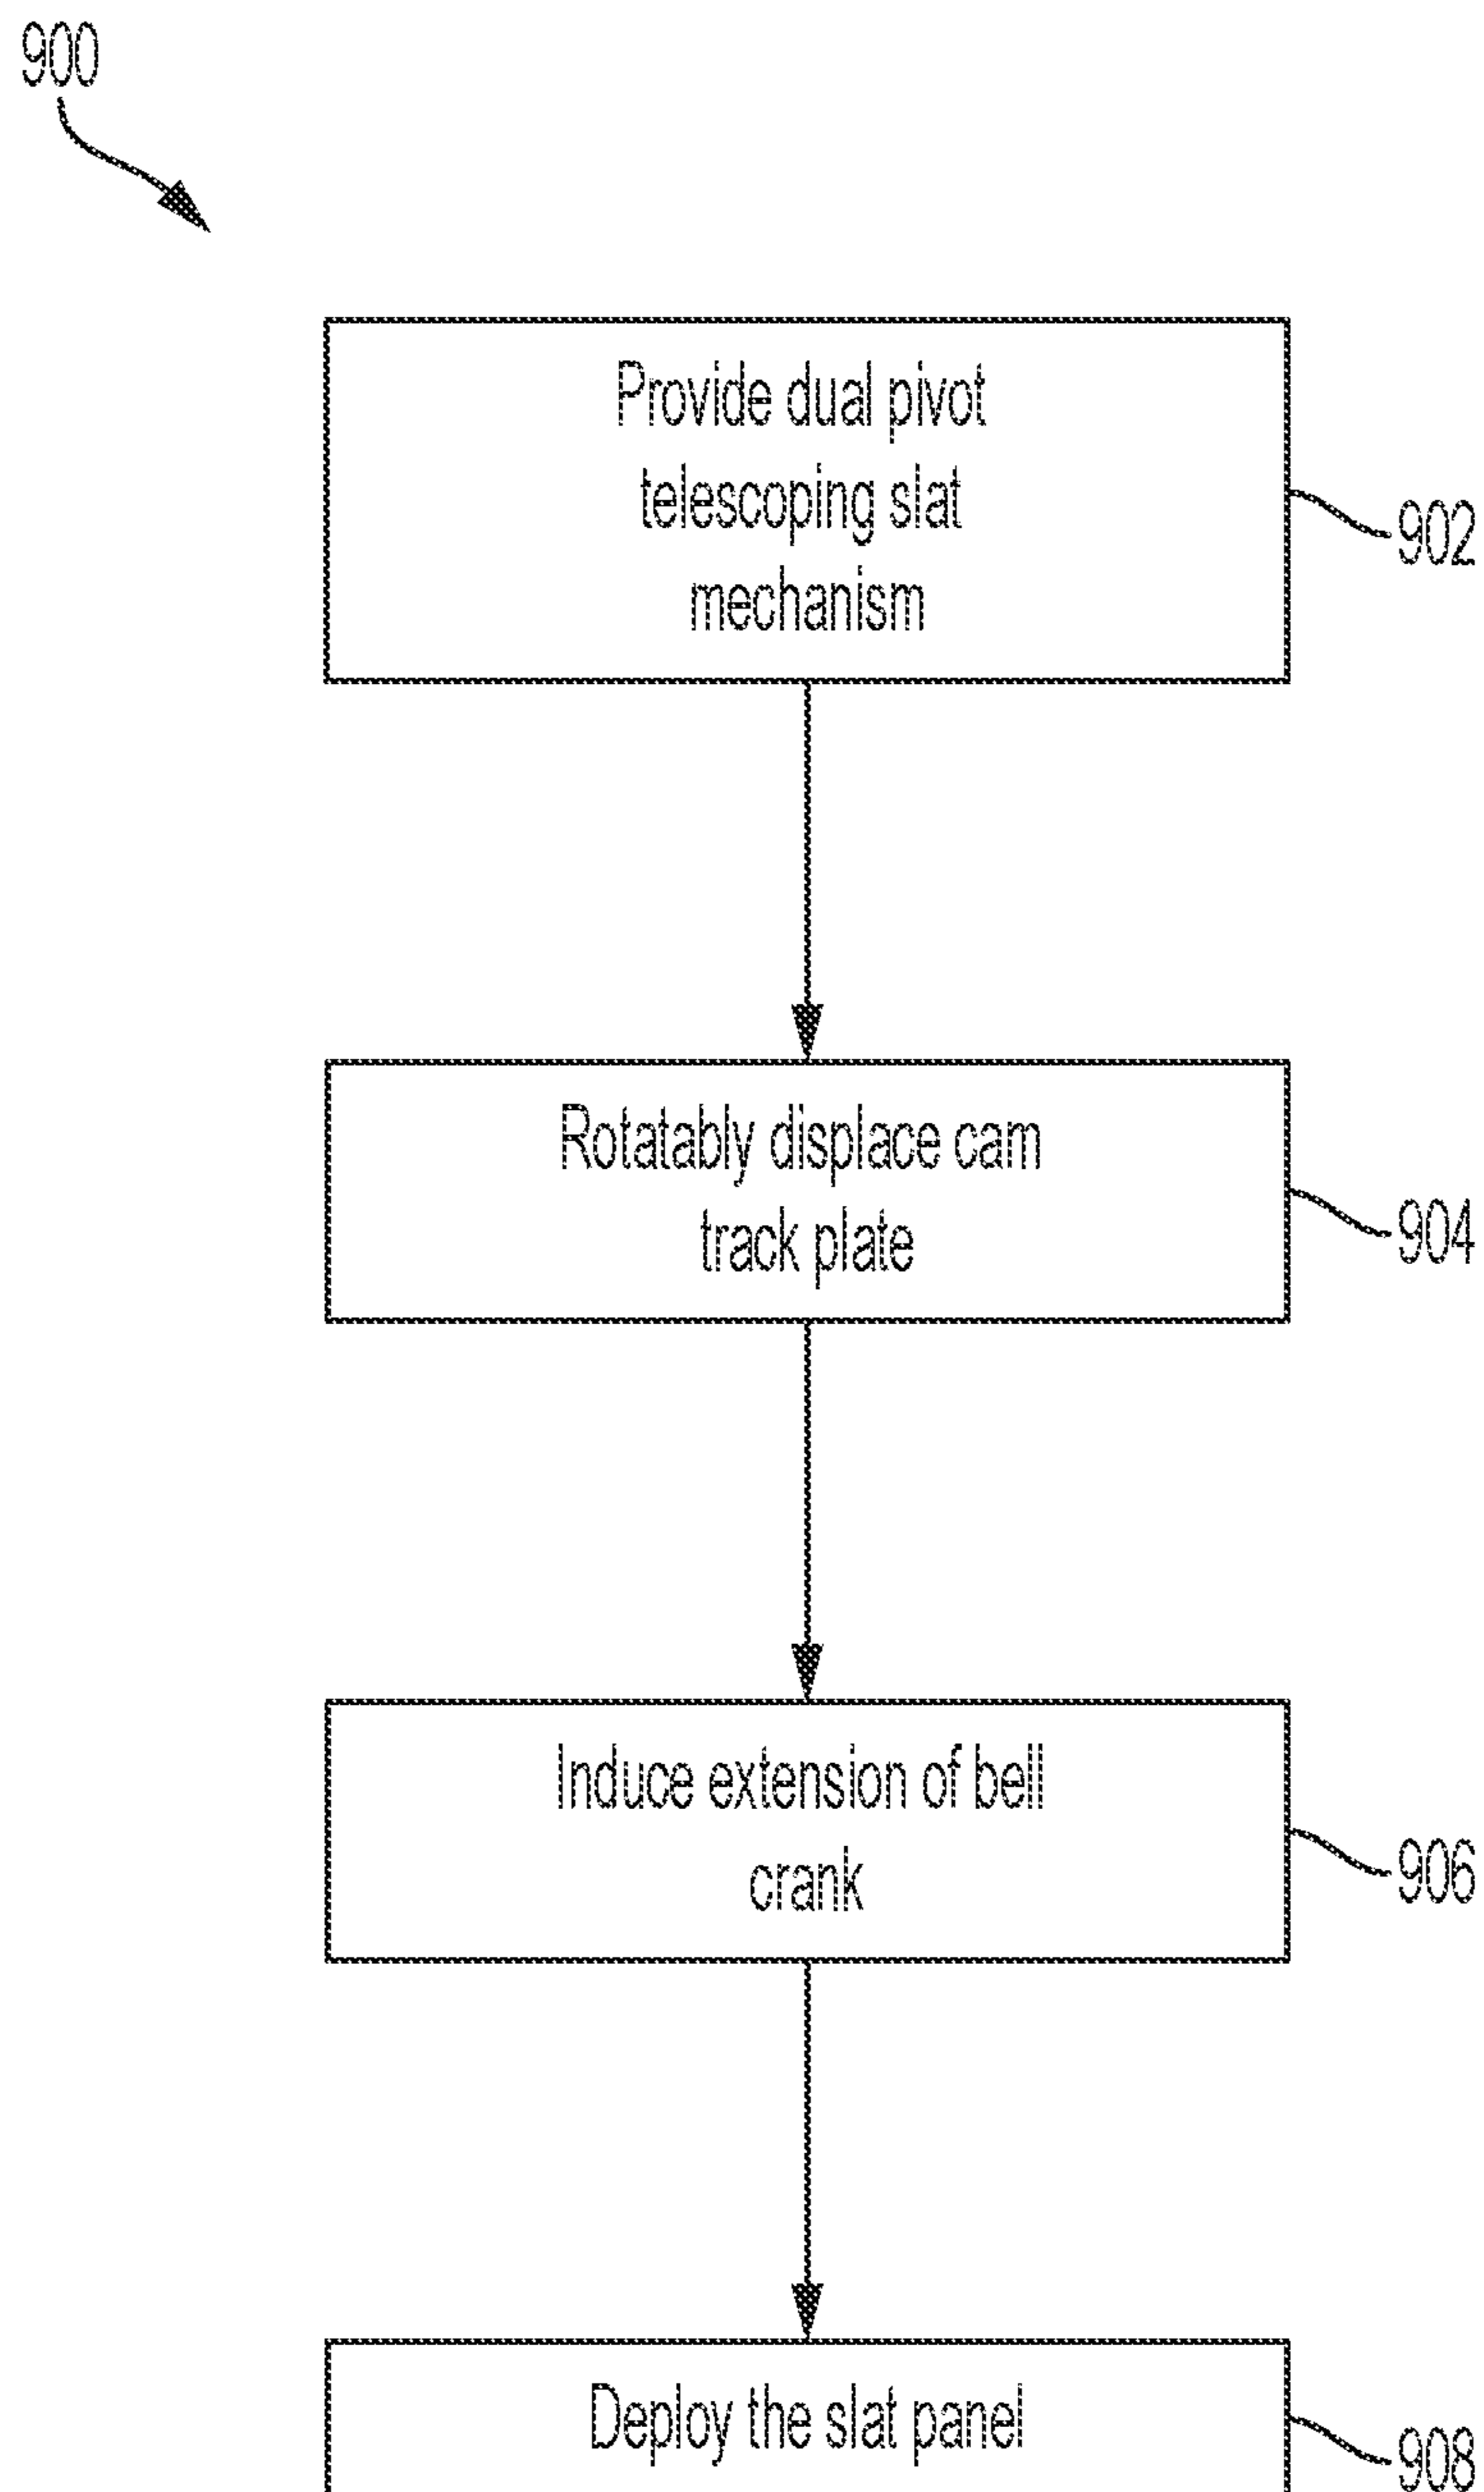 900
Provide dual pivot
telescoping slat
mechanism
902
Rotatably displace cam
track plate
904
Induce extension of bell
crank
906
Deploy the slat panel
908